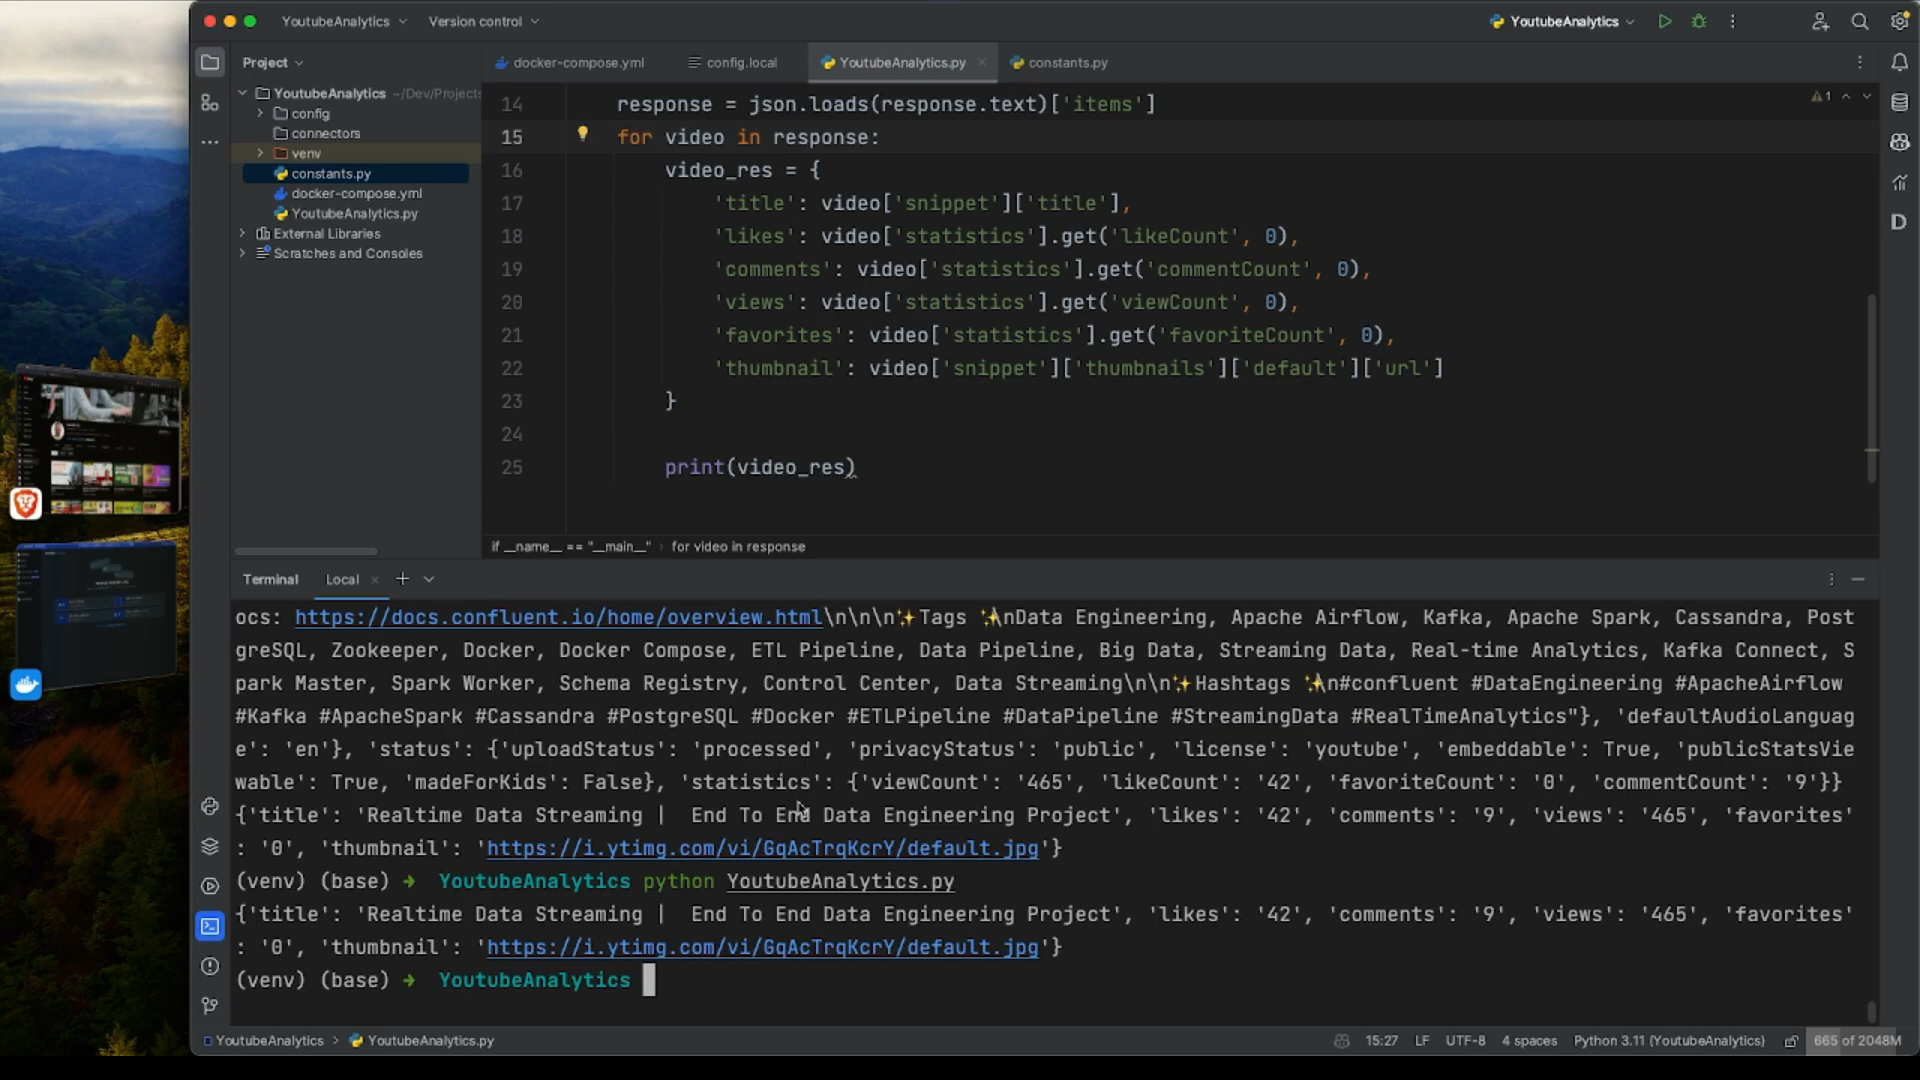 YoutubeAnalytics
Version control
YoutubeAnalytics
Project
docker-compose.yml
config.local
YoutubeAnalytics.py
constants.py
YoutubeAnalytics ~/Dev/Projects
config
connectors
venv
constants.py
docker-compose.yml
YoutubeAnalytics.py
External Libraries
Scratches and Consoles
1
14 response = json.loads(response.text)['items']
15 for video in response:
16 video_res = {
17 'title': video['snippet']['title'],
18 'likes': video['statistics'].get('likeCount', 0),
19 'comments': video['statistics'].get('commentCount', 0),
20 'views': video['statistics'].get('viewCount', 0),
21 'favorites': video['statistics'].get('favoriteCount', 0),
22 'thumbnail': video['snippet']['thumbnails']['default']['url']
23 }
24
25 print(video_res)
if __name__ == "__main__" › for video in response
Terminal
Local
ocs: https://docs.confluent.io/home/overview.html\n\n\n✨Tags ✨\nData Engineering, Apache Airflow, Kafka, Apache Spark, Cassandra, Post
greSQL, Zookeeper, Docker, Docker Compose, ETL Pipeline, Data Pipeline, Big Data, Streaming Data, Real-time Analytics, Kafka Connect, S
park Master, Spark Worker, Schema Registry, Control Center, Data Streaming\n\n✨Hashtags ✨\n#confluent #DataEngineering #ApacheAirflow
#Kafka #ApacheSpark #Cassandra #PostgreSQL #Docker #ETLPipeline #DataPipeline #StreamingData #RealTimeAnalytics"}, 'defaultAudioLanguag
e': 'en'}, 'status': {'uploadStatus': 'processed', 'privacyStatus': 'public', 'license': 'youtube', 'embeddable': True, 'publicStatsVie
wable': True, 'madeForKids': False}, 'statistics': {'viewCount': '465', 'likeCount': '42', 'favoriteCount': '0', 'commentCount': '9'}}
{'title': 'Realtime Data Streaming |  End To End Data Engineering Project', 'likes': '42', 'comments': '9', 'views': '465', 'favorites'
: '0', 'thumbnail': 'https://i.ytimg.com/vi/GqAcTrqKcrY/default.jpg'}
(venv) (base) ➜  YoutubeAnalytics python YoutubeAnalytics.py
{'title': 'Realtime Data Streaming |  End To End Data Engineering Project', 'likes': '42', 'comments': '9', 'views': '465', 'favorites'
: '0', 'thumbnail': 'https://i.ytimg.com/vi/GqAcTrqKcrY/default.jpg'}
(venv) (base) ➜  YoutubeAnalytics
YoutubeAnalytics › YoutubeAnalytics.py
15:27 LF UTF-8 4 spaces Python 3.11 (YoutubeAnalytics) 665 of 2048M